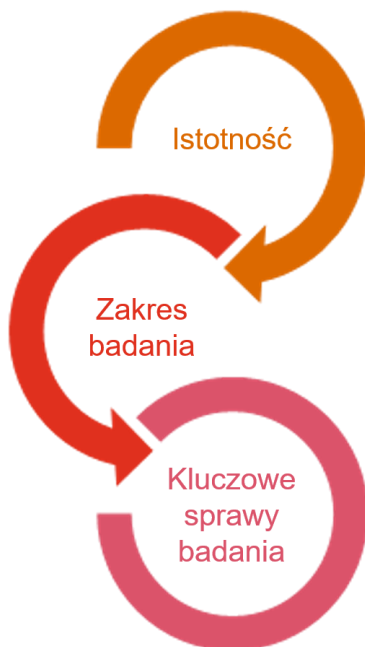 Istotność
Zakres
badania
Kluczowe
sprawy
badania